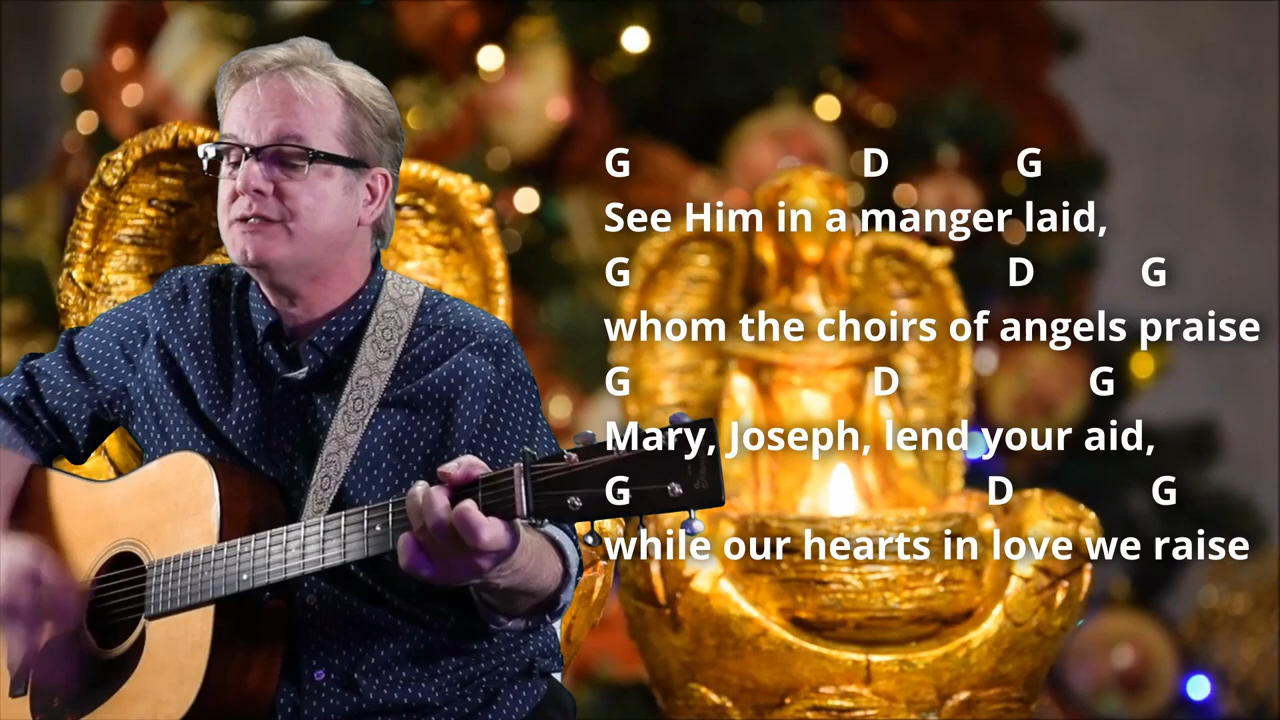 G D G
See Him in a manger laid,
G D G
whom the choirs of angels praise
G D G
Mary, Joseph, lend your aid,
G D G
while our hearts in love we raise